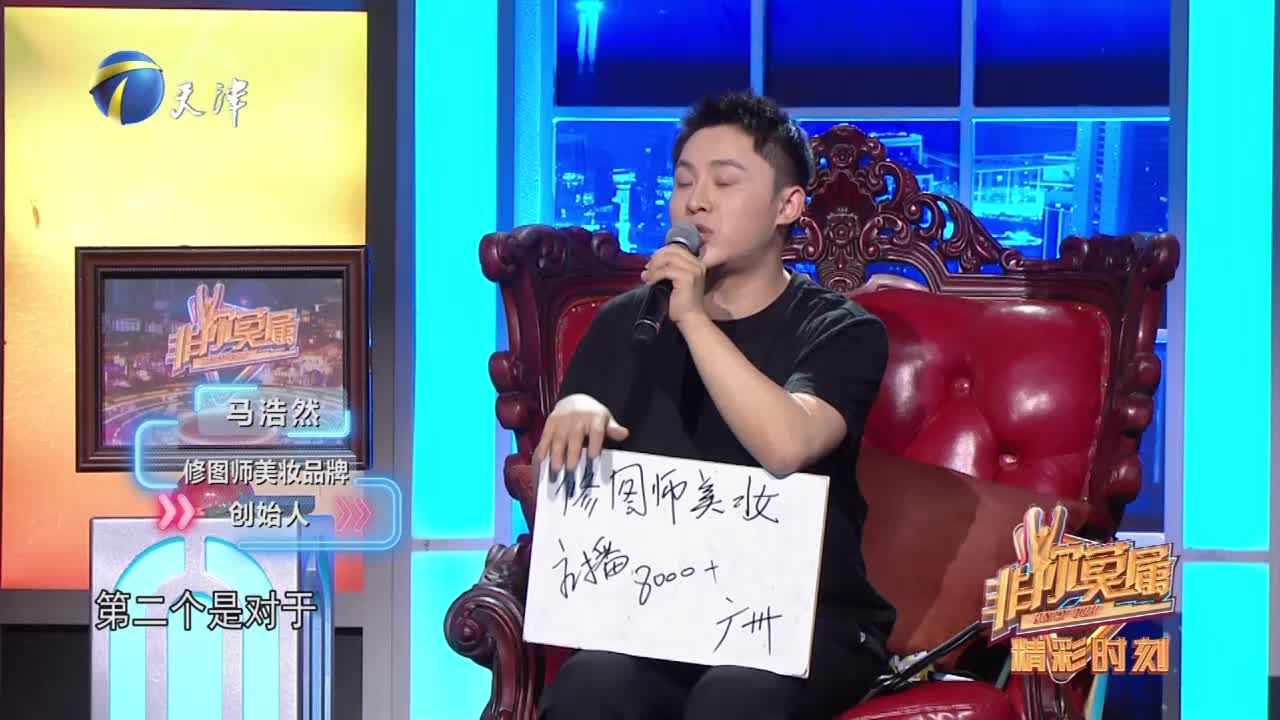 天津
非你莫属
马浩然
修图师美妆品牌
创始人
第二个是对于
修图师美妆
主播 8000+
广州
非你莫属
精彩时刻